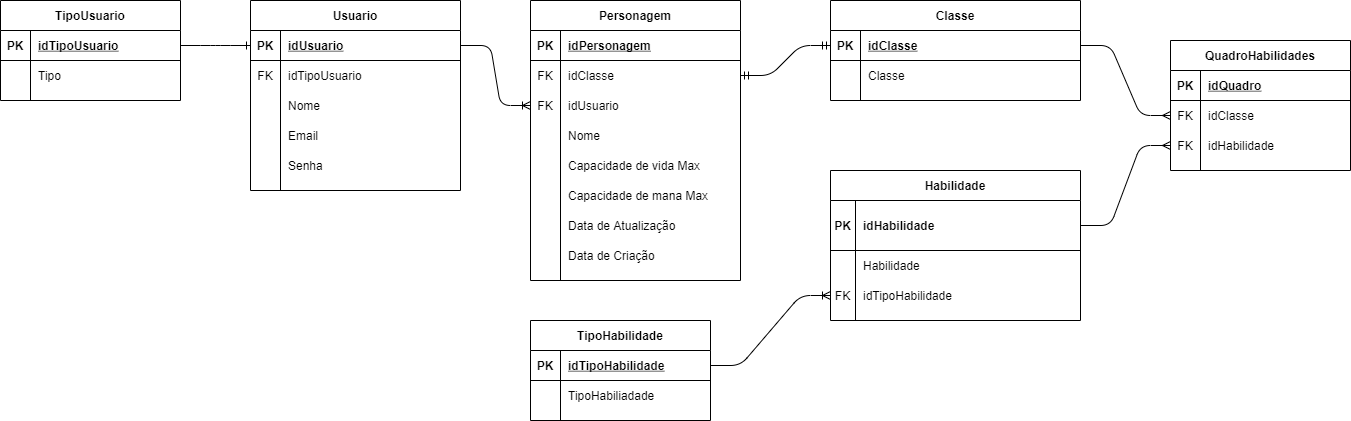 TipoUsuario
PK idTipoUsuario
Tipo
Usuario
PK idUsuario
FK idTipoUsuario
Nome
Email
Senha
Personagem
PK idPersonagem
FK idClasse
FK idUsuario
Nome
Capacidade de vida Max
Capacidade de mana Max
Data de Atualização
Data de Criação
Classe
PK idClasse
Classe
QuadroHabilidades
PK idQuadro
FK idClasse
FK idHabilidade
Habilidade
PK idHabilidade
Habilidade
FK idTipoHabilidade
TipoHabilidade
PK idTipoHabilidade
TipoHabiliadade